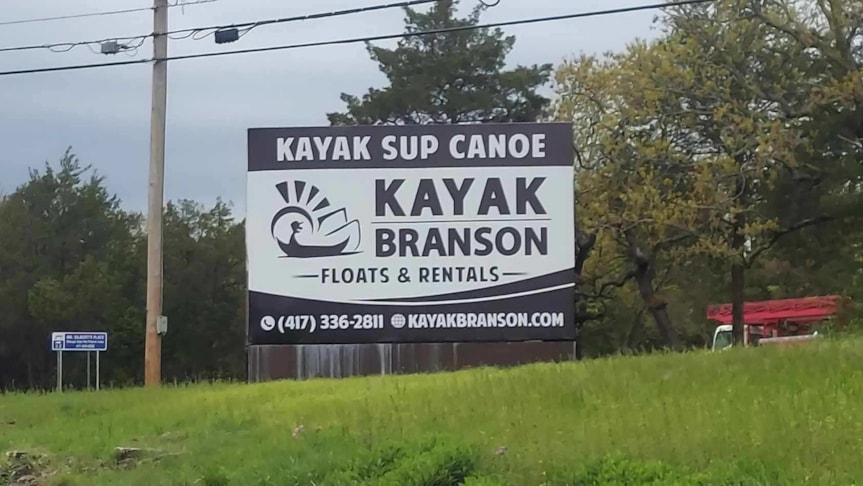 KAYAK SUP CANOE
KAYAK
BRANSON
FLOATS & RENTALS
(417) 336-2811 KAYAKBRANSON.COM